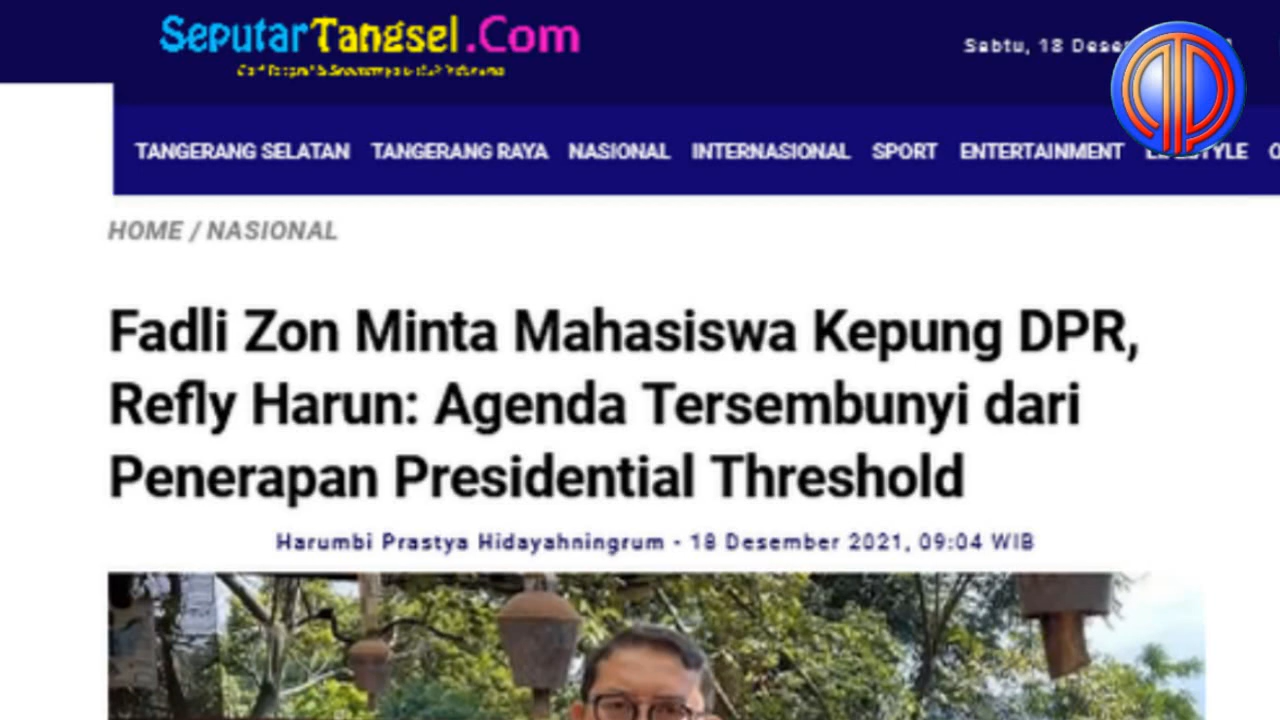 SeputarTangsel.Com
Sabtu, 18
TANGERANG SELATAN TANGERANG RAYA NASIONAL INTERNASIONAL SPORT ENTERTAINMENT
HOME / NASIONAL
Fadli Zon Minta Mahasiswa Kepung DPR,
Refly Harun: Agenda Tersembunyi dari
Penerapan Presidential Threshold
Harumbi Prastya Hidayahningrum - 18 Desember 2021, 09:04 WIB